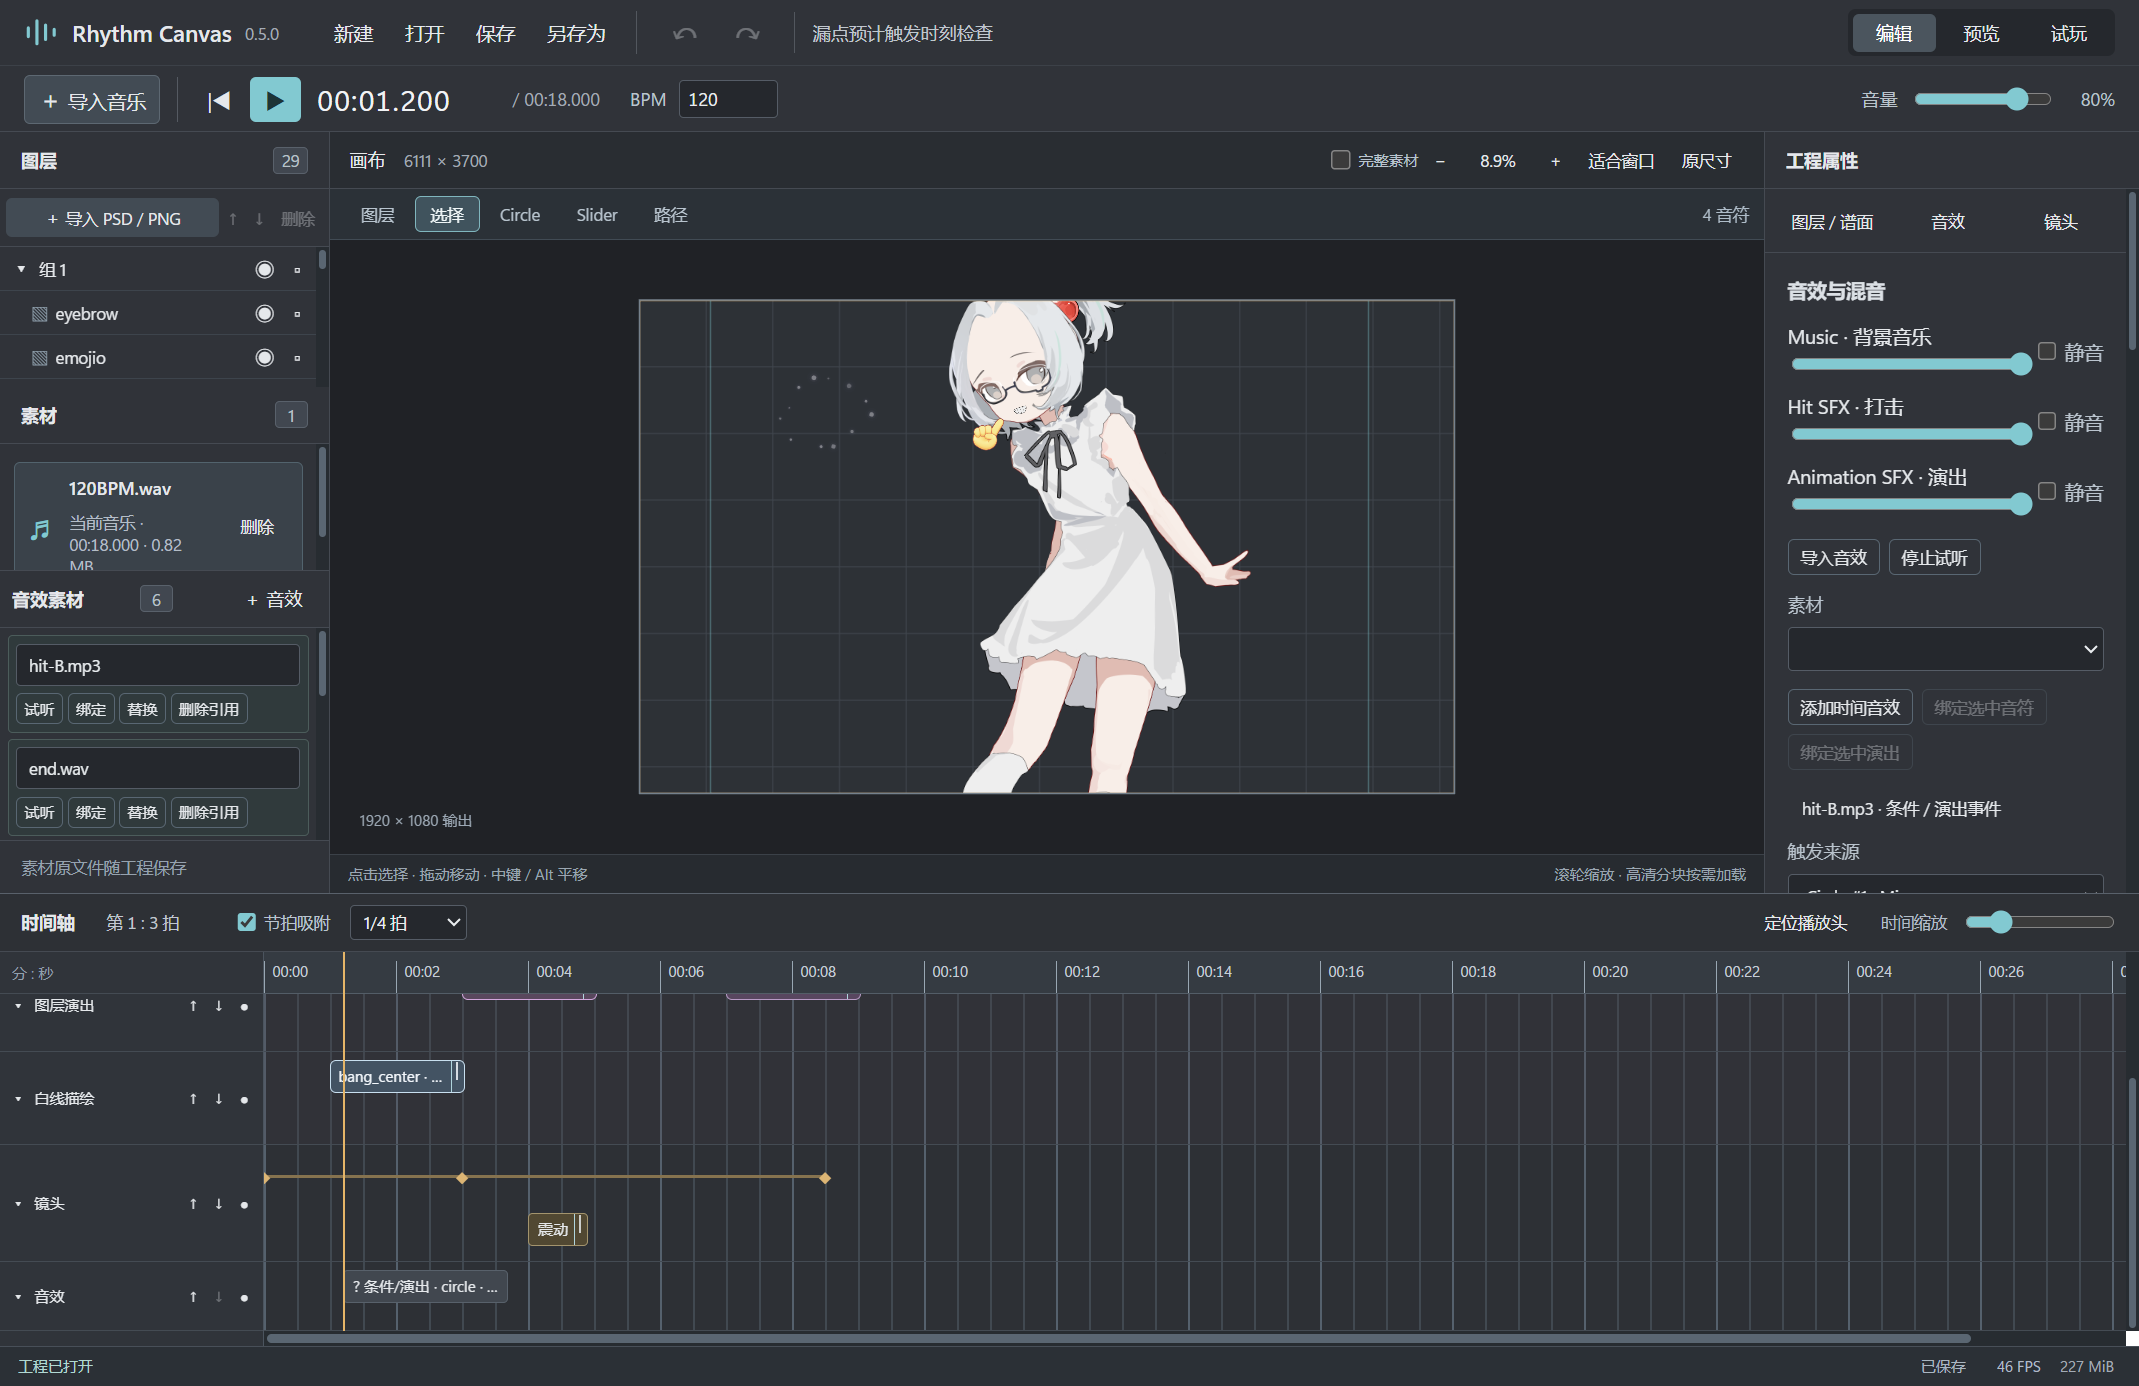 Rhythm Canvas 0.5.0 新建 打开 保存 另存为 漏点预计触发时刻检查 编辑 预览 试玩
+ 导入音乐 00:01.200 / 00:18.000 BPM 120 音量 80%
图层 29
+ 导入 PSD / PNG ↑ ↓ 删除
组 1
eyebrow
emojio
素材 1
120BPM.wav
当前音乐 ·
00:18.000 · 0.82
MB
删除
音效素材 6 + 音效
hit-B.mp3
试听 绑定 替换 删除引用
end.wav
试听 绑定 替换 删除引用
素材原文件随工程保存
画布 6111 × 3700 完整素材 − 8.9% + 适合窗口 原尺寸
图层 选择 Circle Slider 路径 4 音符
1920 × 1080 输出
点击选择 · 拖动移动 · 中键 / Alt 平移 滚轮缩放 · 高清分块按需加载
工程属性
图层 / 谱面 音效 镜头
音效与混音
Music · 背景音乐 静音
Hit SFX · 打击 静音
Animation SFX · 演出 静音
导入音效 停止试听
素材
添加时间音效 绑定选中音符
绑定选中演出
hit-B.mp3 · 条件 / 演出事件
触发来源
时间轴 第 1 : 3 拍 节拍吸附 1/4 拍 定位播放头 时间缩放
分 : 秒 00:00 00:02 00:04 00:06 00:08 00:10 00:12 00:14 00:16 00:18 00:20 00:22 00:24 00:26
图层演出 ↑ ↓
bang_center · ...
白线描绘 ↑ ↓
镜头 ↑ ↓
震动
? 条件/演出 · circle · ...
音效 ↑ ↓
工程已打开 已保存 46 FPS 227 MiB